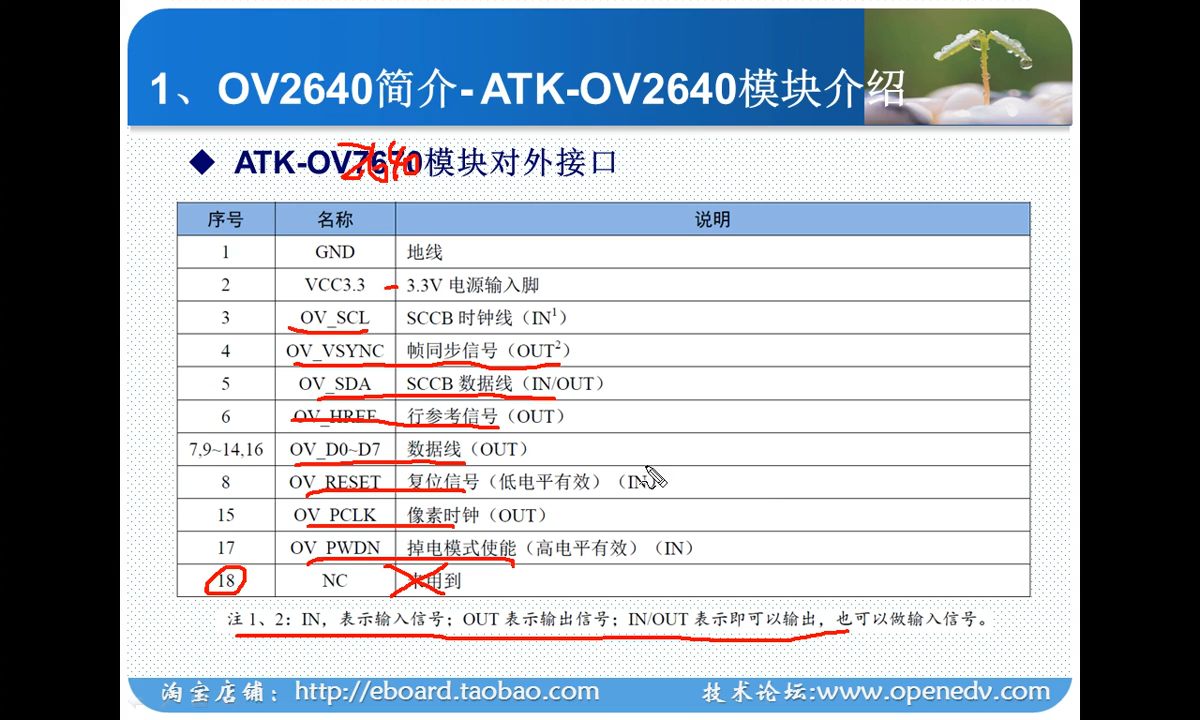 1、OV2640简介- ATK-OV2640模块介绍
◆ ATK-OV7670模块对外接口
2640
序号 名称 说明
1 GND 地线
2 VCC3.3 3.3V 电源输入脚
3 OV_SCL SCCB 时钟线（IN1）
4 OV_VSYNC 帧同步信号（OUT2）
5 OV_SDA SCCB 数据线（IN/OUT）
6 OV_HREF 行参考信号（OUT）
7,9~14,16 OV_D0~D7 数据线（OUT）
8 OV_RESET 复位信号（低电平有效）（IN）
15 OV_PCLK 像素时钟（OUT）
17 OV_PWDN 掉电模式使能（高电平有效）（IN）
18 NC 未用到
注 1、2：IN，表示输入信号；OUT 表示输出信号；IN/OUT 表示即可以输出，也可以做输入信号。
淘宝店铺：http://eboard.taobao.com 技术论坛:www.openedv.com